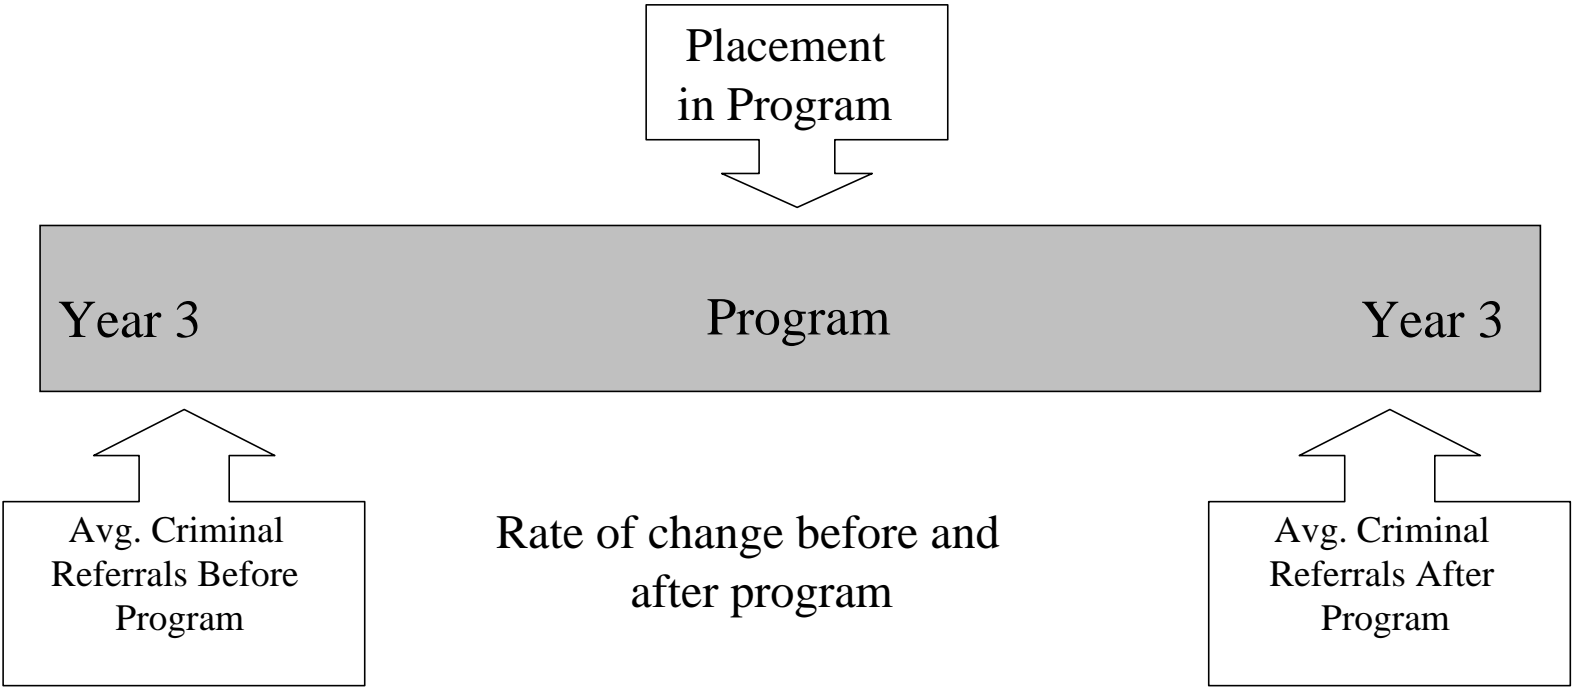 Placement
in Program
Year 3
Program
Year 3
Avg. Criminal
Referrals Before
Program
Rate of change before and
after program
Avg. Criminal
Referrals After
Program